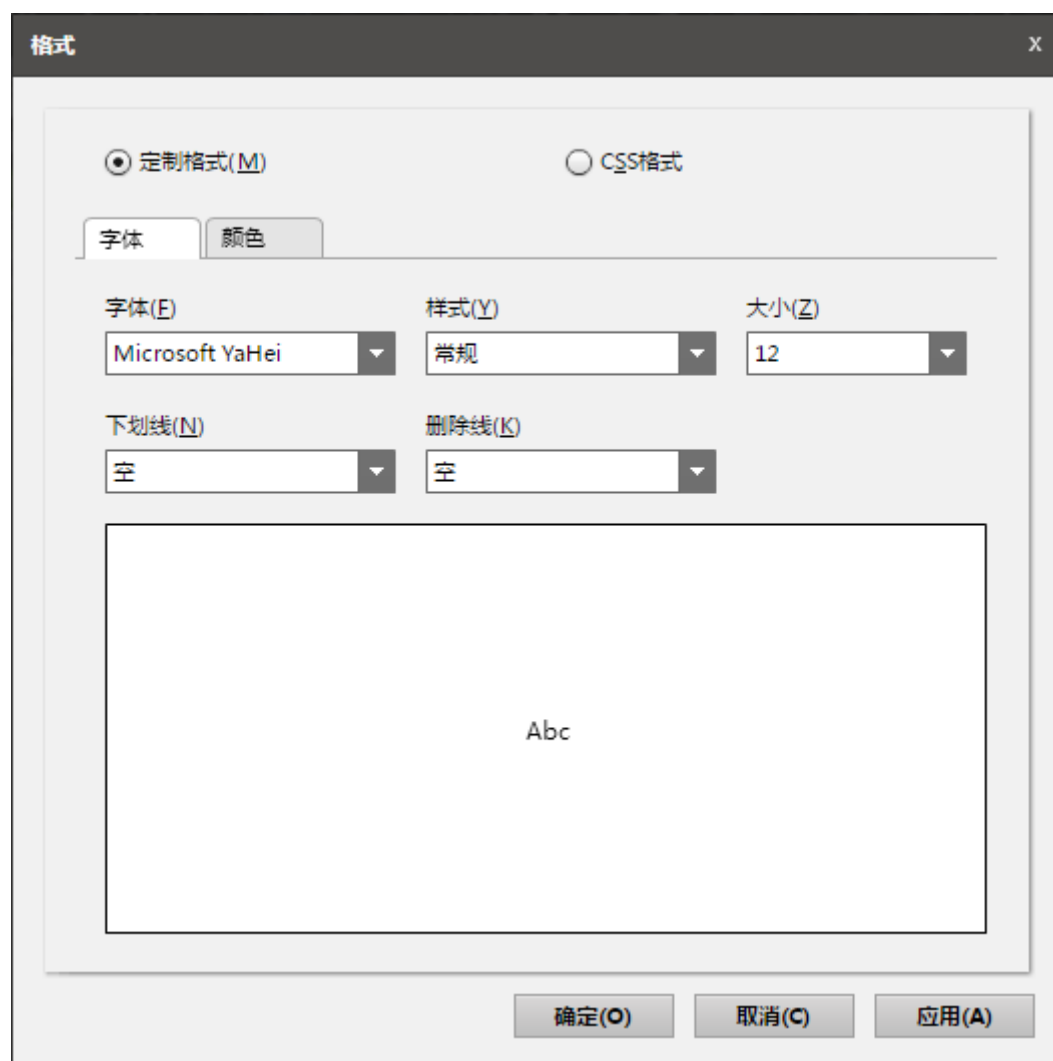 格式 x
定制格式(M) CSS格式
字体 颜色
字体(F) 样式(Y) 大小(Z)
Microsoft YaHei 常规 12
下划线(N) 删除线(K)
空 空
Abc
确定(O) 取消(C) 应用(A)